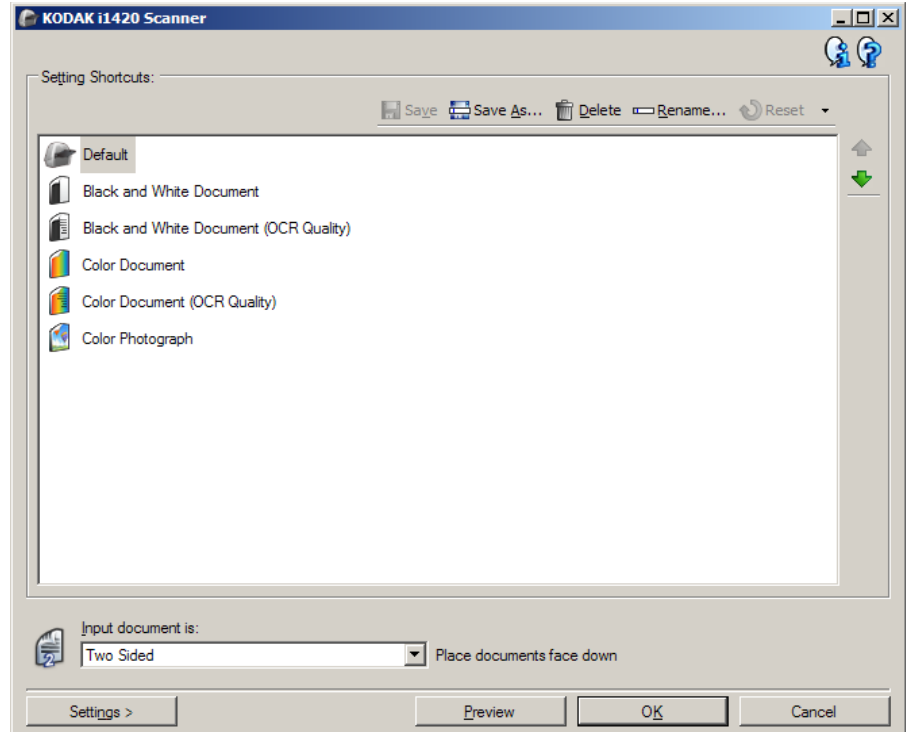 KODAK i1420 Scanner
Setting Shortcuts:
Save Save As... Delete Rename... Reset
Default
Black and White Document
Black and White Document (OCR Quality)
Color Document
Color Document (OCR Quality)
Color Photograph
Input document is:
2 Two Sided Place documents face down
Settings > Preview OK Cancel